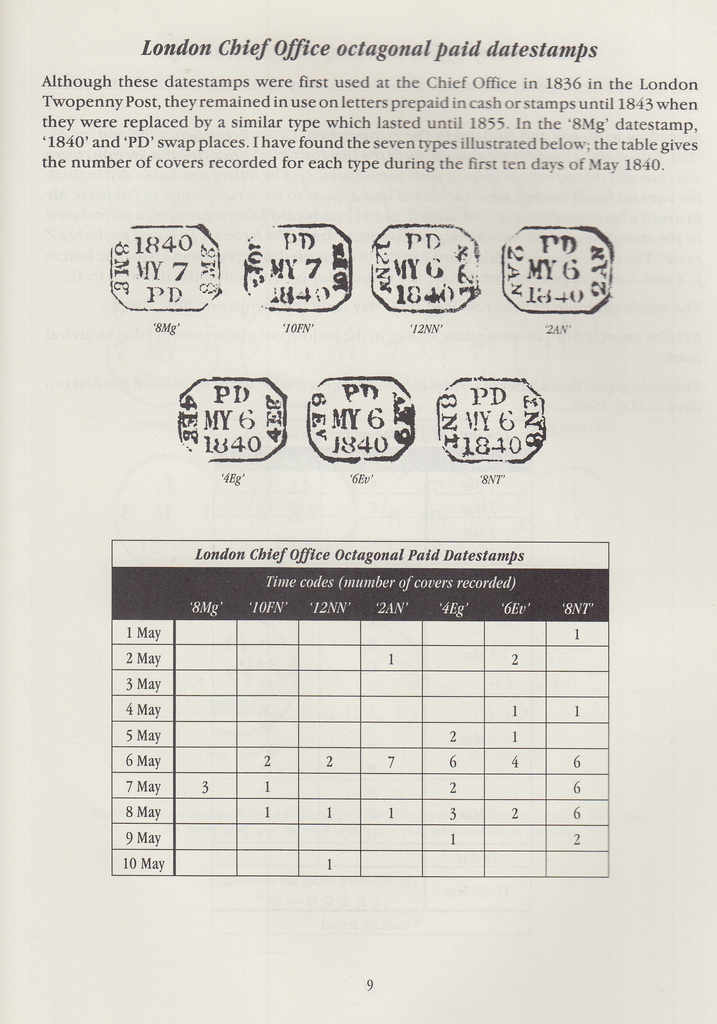 London Chief Office octagonal paid datestamps
Although these datestamps were first used at the Chief Office in 1836 in the London
Twopenny Post, they remained in use on letters prepaid in cash or stamps until 1843 when
they were replaced by a similar type which lasted until 1855. In the ‘8Mg’ datestamp,
‘1840’ and ‘PD’ swap places. I have found the seven types illustrated below; the table gives
the number of covers recorded for each type during the first ten days of May 1840.
1840 PD PD PD
8MG MY 7 8MG MY 7 12NN MY 6 12NN 2AN MY 6 2AN
PD 1840 1840 1840
‘8Mg’ ‘10FN’ ‘12NN’ ‘2AN’
PD PD PD
MY 6 6EV MY 6 8NT MY 6
1840 1840 1840
‘4Eg’ ‘6Ev’ ‘8NT’
London Chief Office Octagonal Paid Datestamps
Time codes (mumber of covers recorded)
‘8Mg’ ‘10FN’ ‘12NN’ ‘2AN’ ‘4Eg’ ‘6Ev’ ‘8NT’
1 May 1
2 May 1 2
3 May
4 May 1 1
5 May 2 1
6 May 2 2 7 6 4 6
7 May 3 1 2 6
8 May 1 1 1 3 2 6
9 May 1 2
10 May 1
9